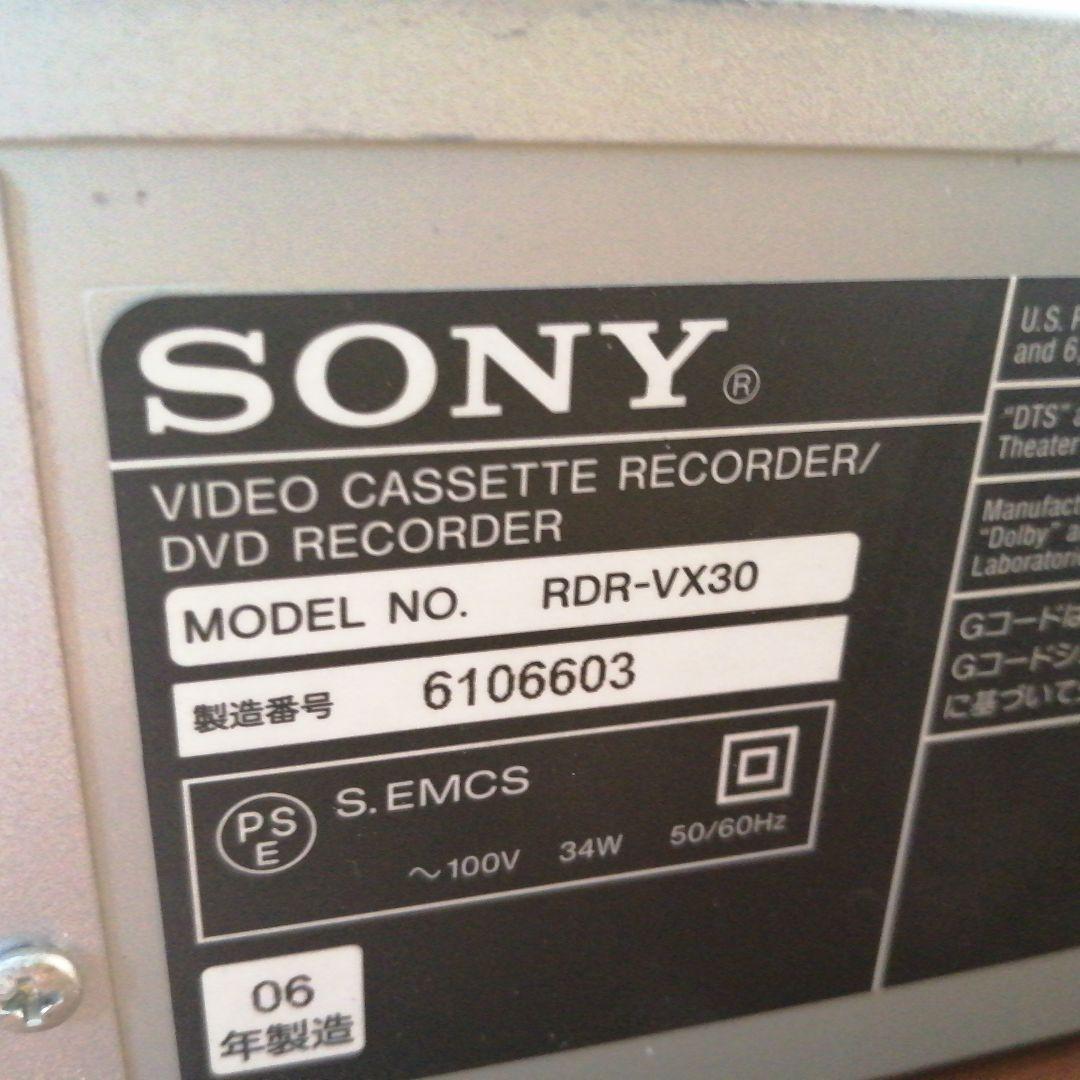 SONY®
VIDEO CASSETTE RECORDER/
DVD RECORDER
MODEL NO. RDR-VX30
製造番号 6106603
PSE S.EMCS
～100V 34W 50/60Hz
06
年製造
U.S.
and 6,
"DTS"
Theater
"Dolby"
Gコードは
Gコード
に基づいて